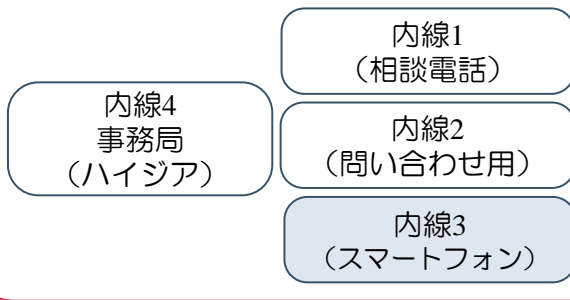 内線1
（相談電話）
内線4
事務局
（ハイジア）
内線2
（問い合わせ用）
内線3
（スマートフォン）